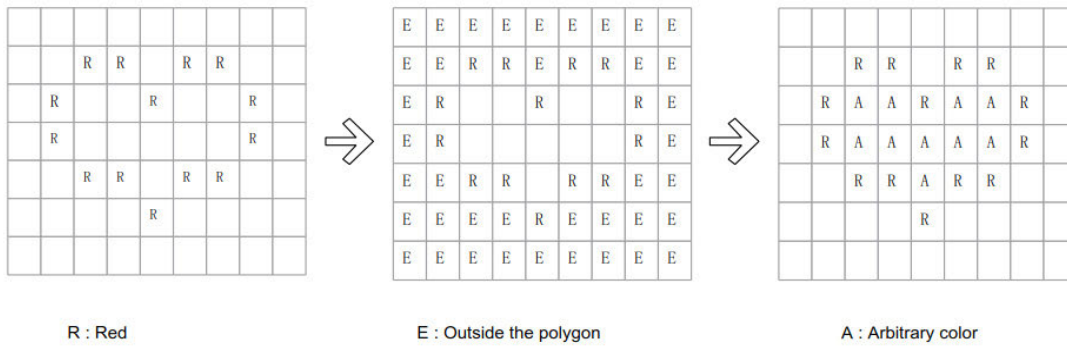 E E E E E E E E E
R R R R E E R R E R R E E R R R R
R R R E R R R E R A A R A A R
R R E R R E R A A A A A A R
R R R R E E R R R R E E R R A R R
R E E E E R E E E E R
E E E E E E E E E
R : Red E : Outside the polygon A : Arbitrary color